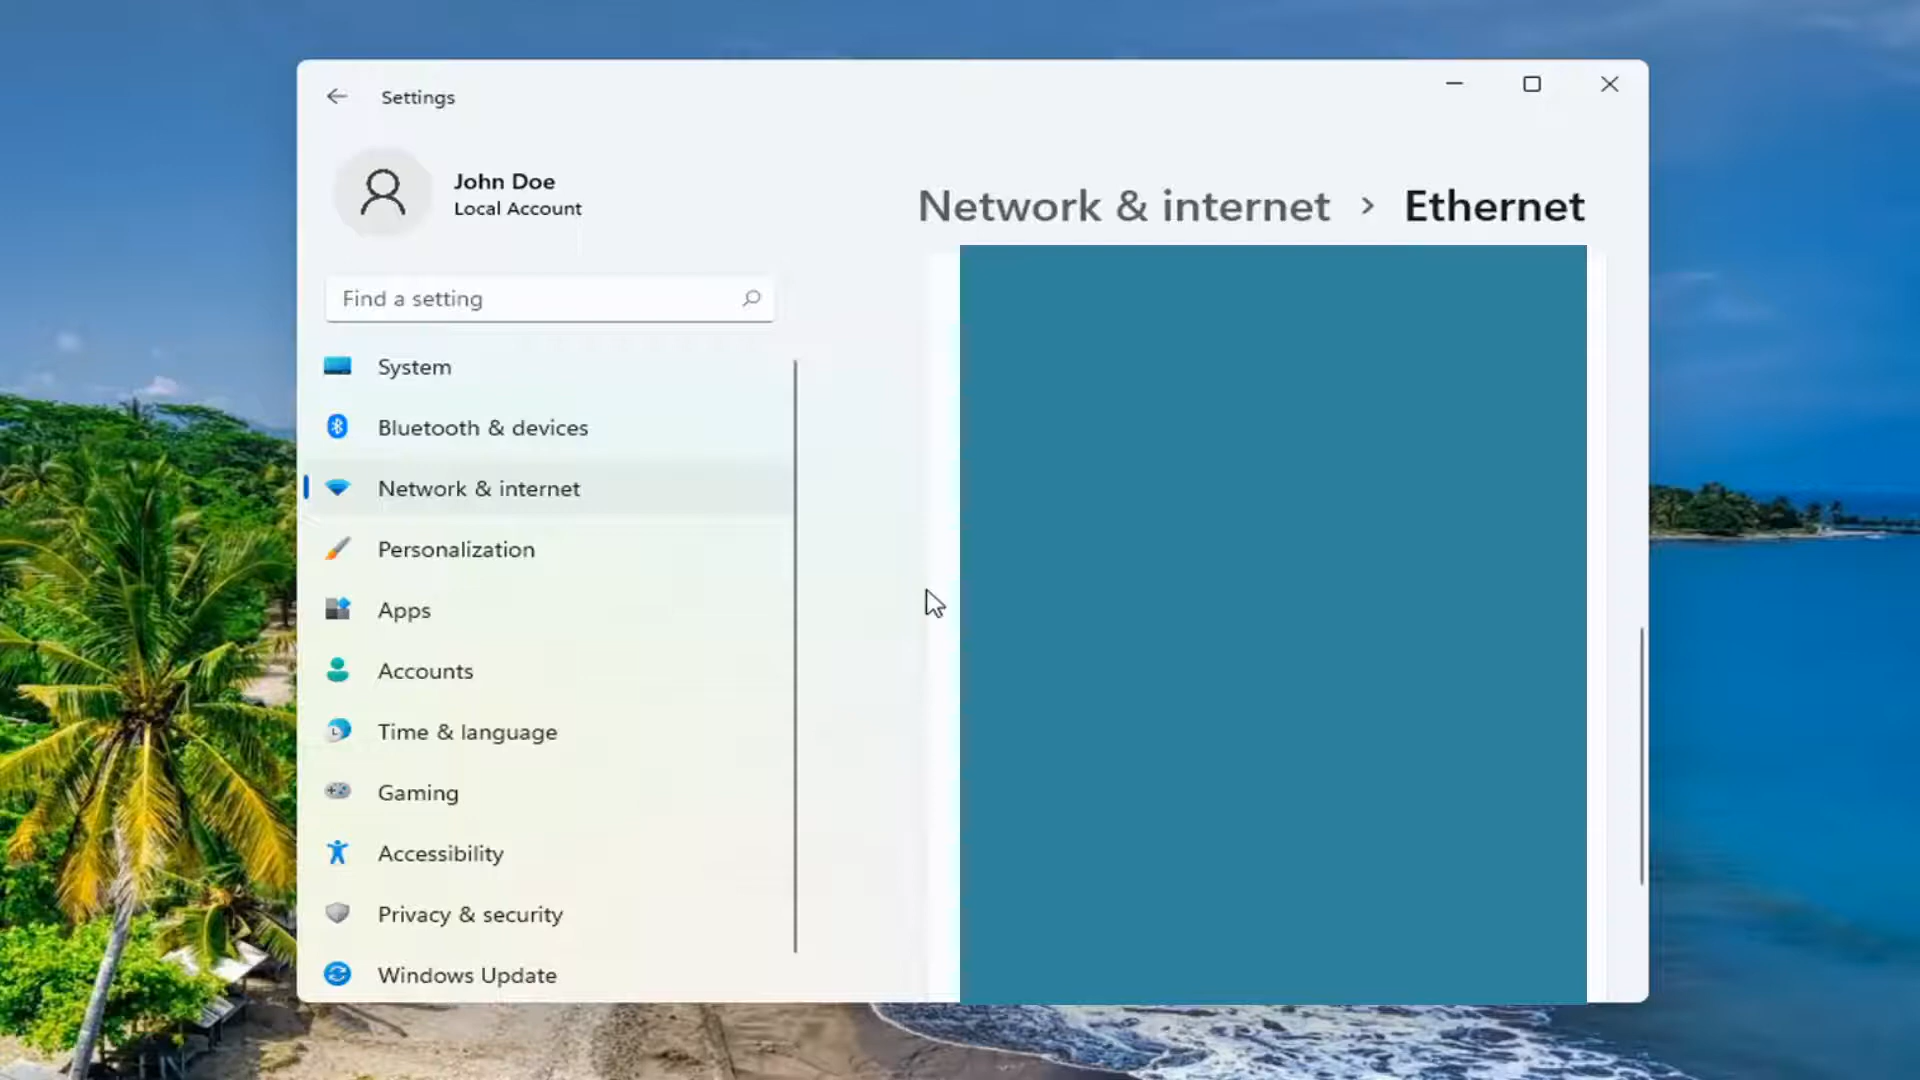 Settings
John Doe
Local Account
Network & internet > Ethernet
Find a setting
System
Bluetooth & devices
Network & internet
Personalization
Apps
Accounts
Time & language
Gaming
Accessibility
Privacy & security
Windows Update